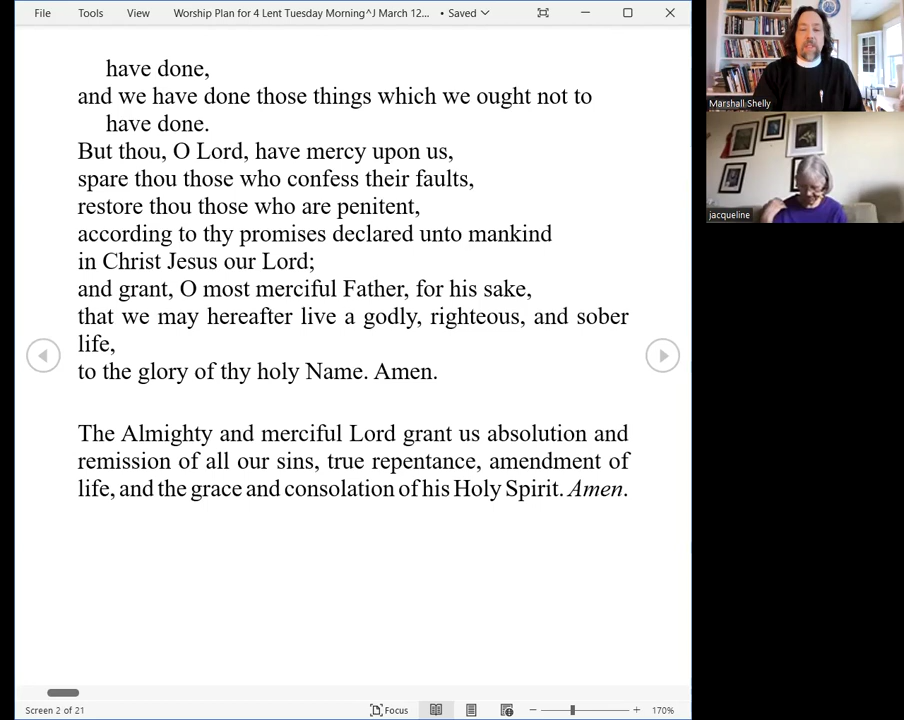 File Tools View Worship Plan for 4 Lent Tuesday Morning^J March 12... • Saved
have done,
and we have done those things which we ought not to
have done.
But thou, O Lord, have mercy upon us,
spare thou those who confess their faults,
restore thou those who are penitent,
according to thy promises declared unto mankind
in Christ Jesus our Lord;
and grant, O most merciful Father, for his sake,
that we may hereafter live a godly, righteous, and sober
life,
to the glory of thy holy Name. Amen.
The Almighty and merciful Lord grant us absolution and
remission of all our sins, true repentance, amendment of
life, and the grace and consolation of his Holy Spirit. Amen.
Screen 2 of 21 Focus 170%
Marshall Shelly
jacqueline